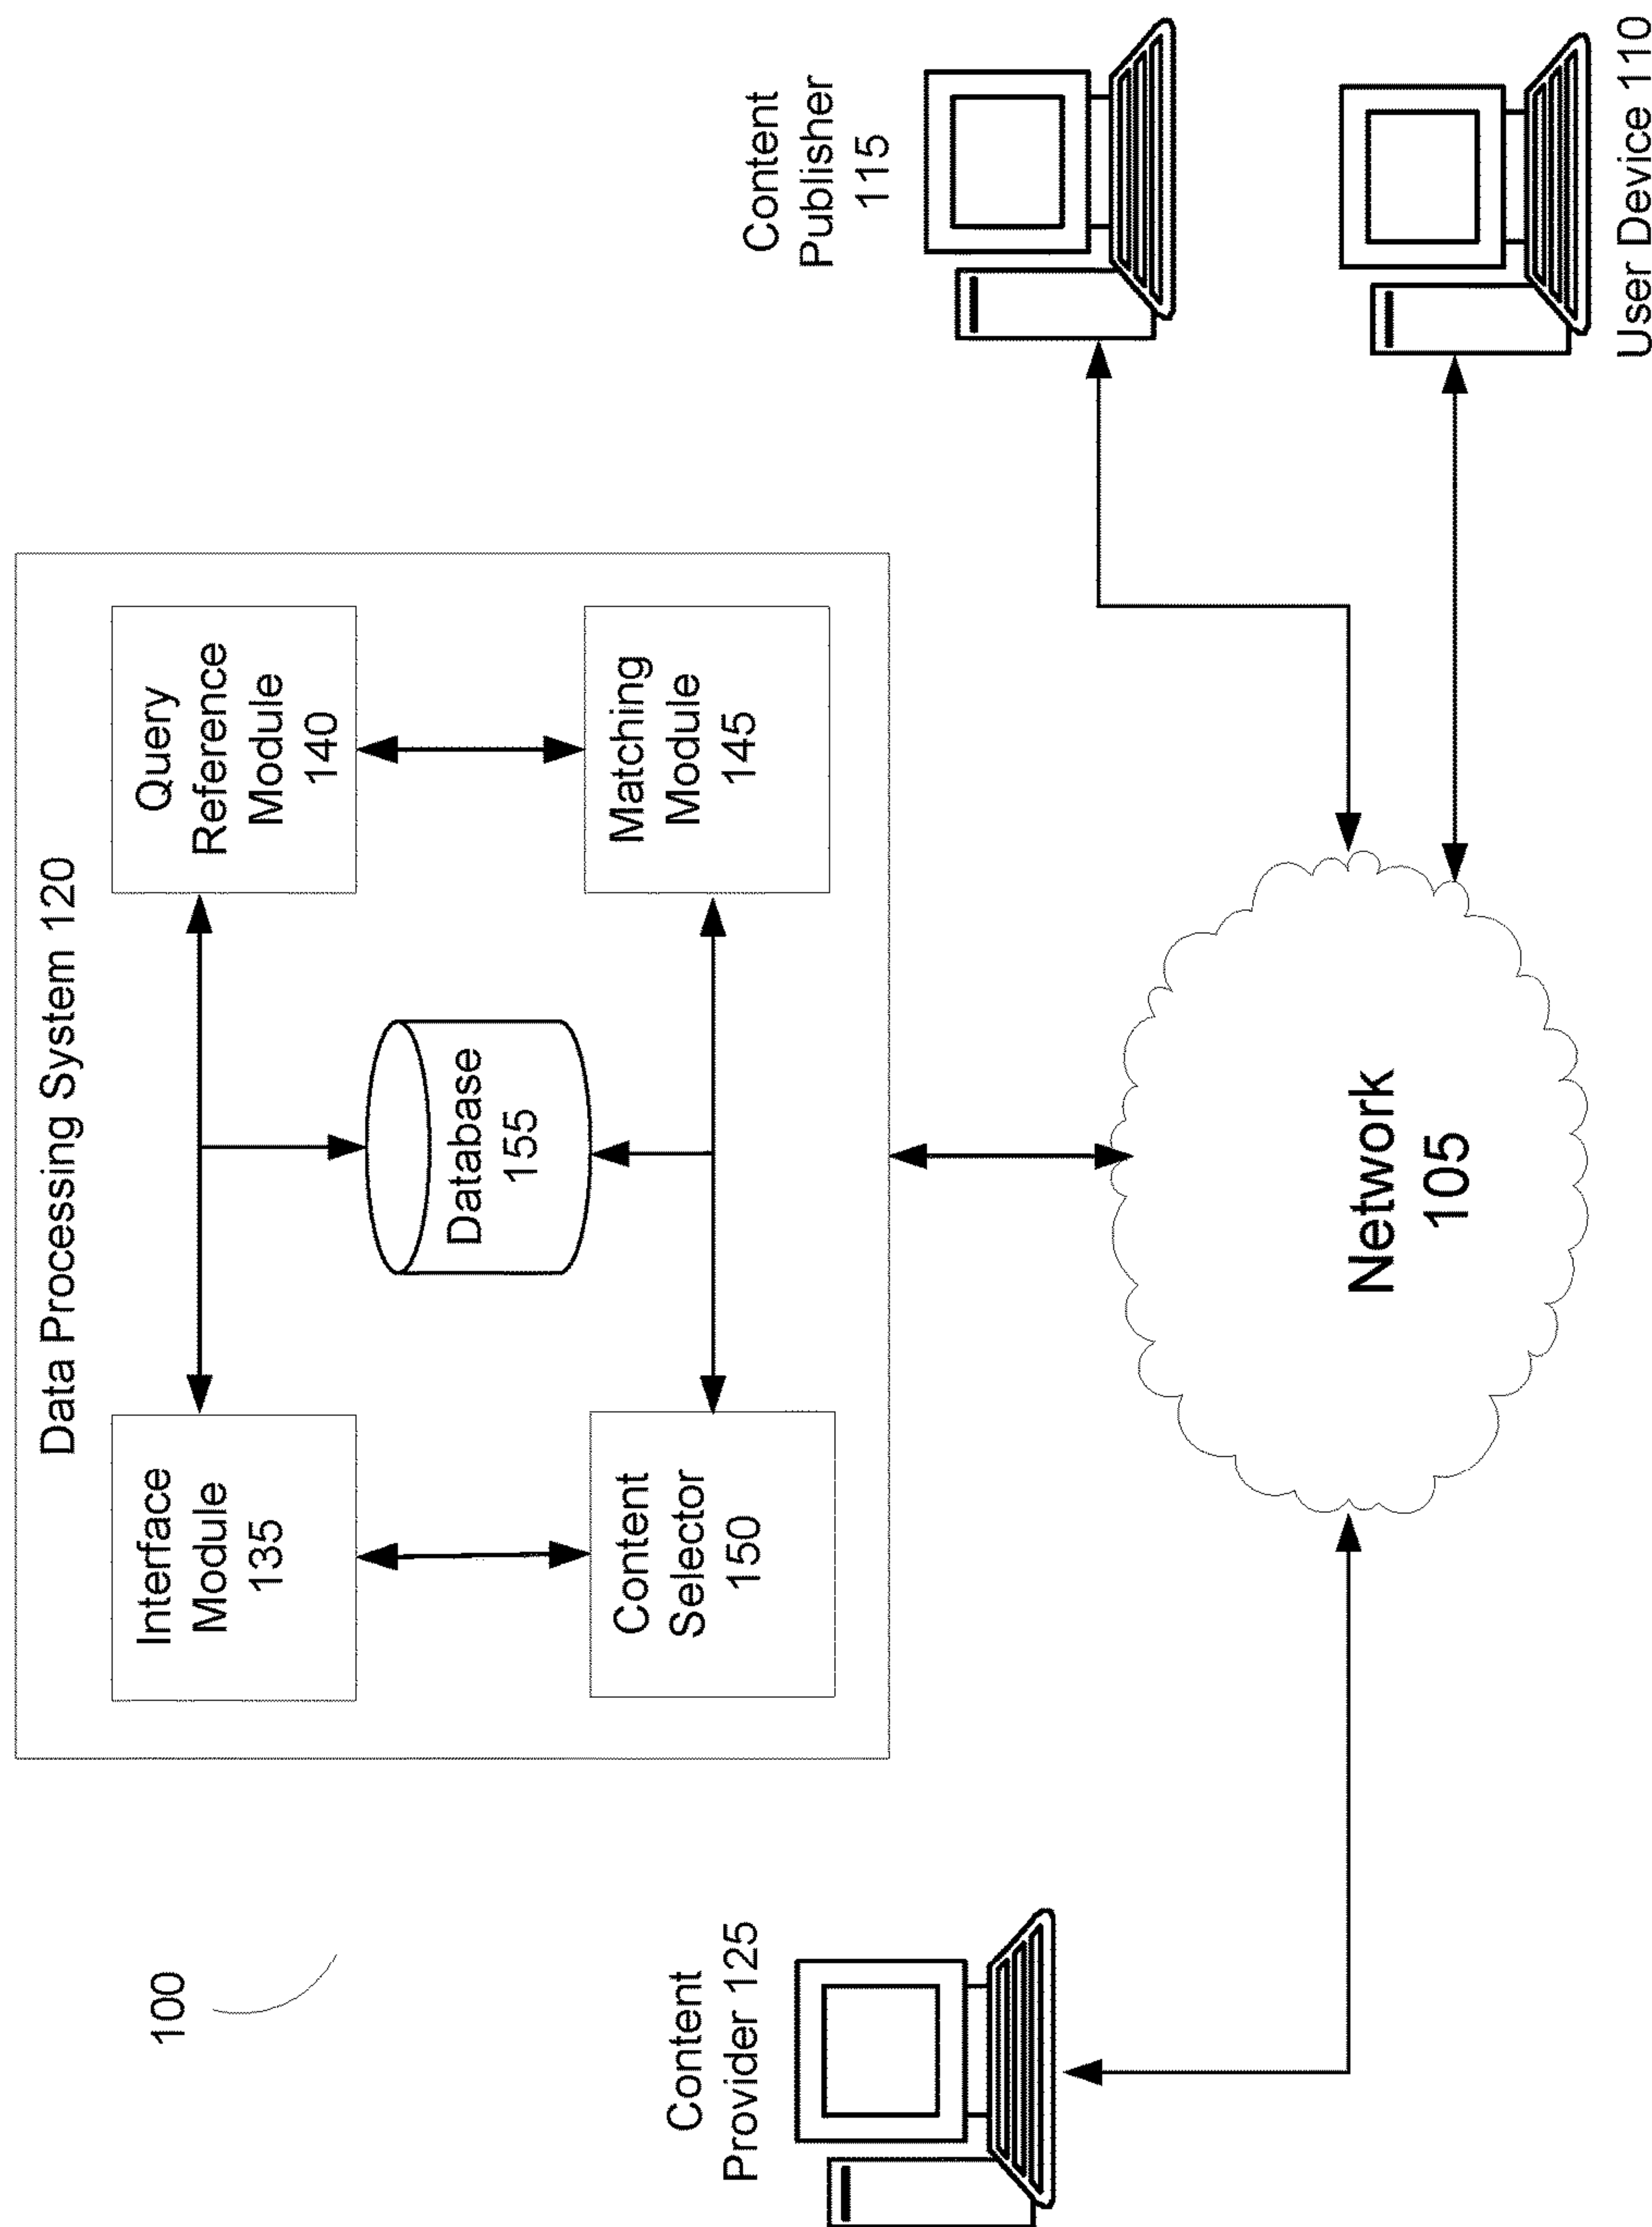 100
Data Processing System 120
Interface
Module
135
Query
Reference
Module
140
Database
155
Content
Selector
150
Matching
Module
145
Content
Provider 125
Content
Publisher
115
Network
105
User Device 110